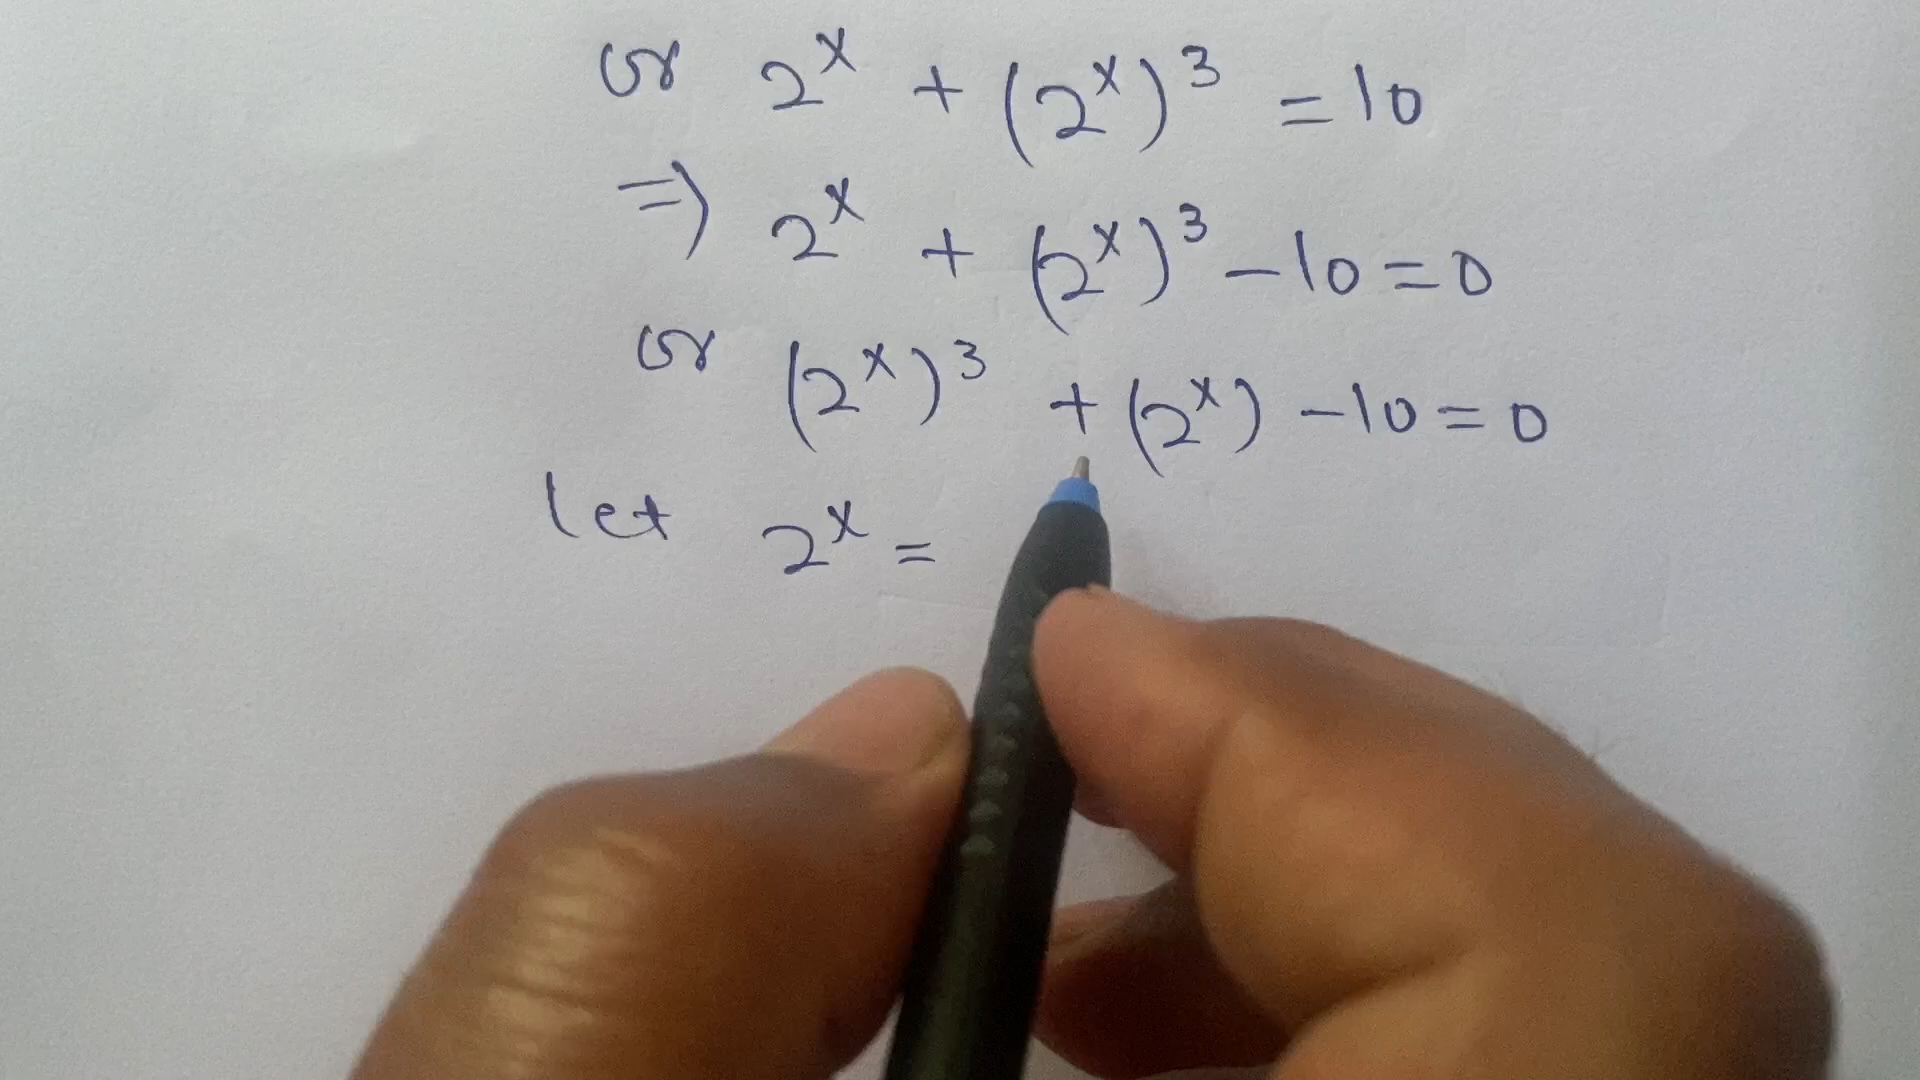 or 2^x + (2^x)^3 = 10
⇒ 2^x + (2^x)^3 - 10 = 0
or (2^x)^3 + (2^x) - 10 = 0
let 2^x =